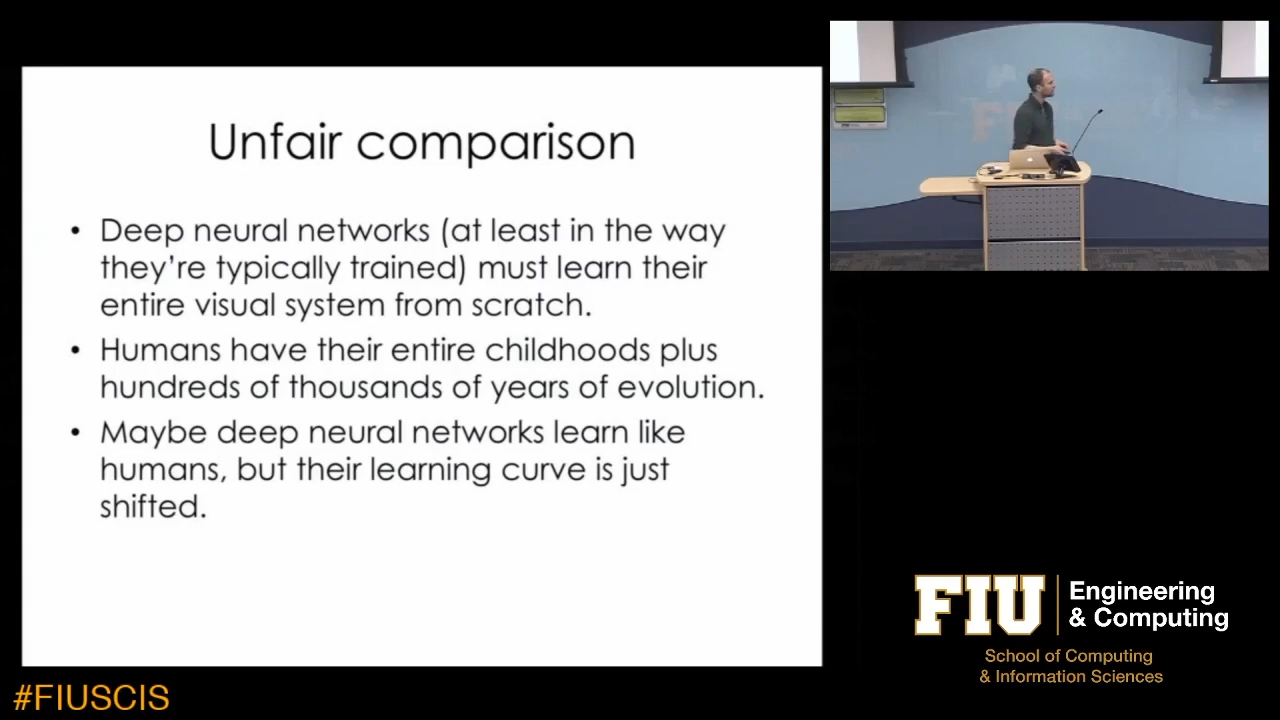 Unfair comparison
• Deep neural networks (at least in the way
they're typically trained) must learn their
entire visual system from scratch.
• Humans have their entire childhoods plus
hundreds of thousands of years of evolution.
• Maybe deep neural networks learn like
humans, but their learning curve is just
shifted.
FIU
FIU
Engineering
& Computing
School of Computing
& Information Sciences
#FIUSCIS